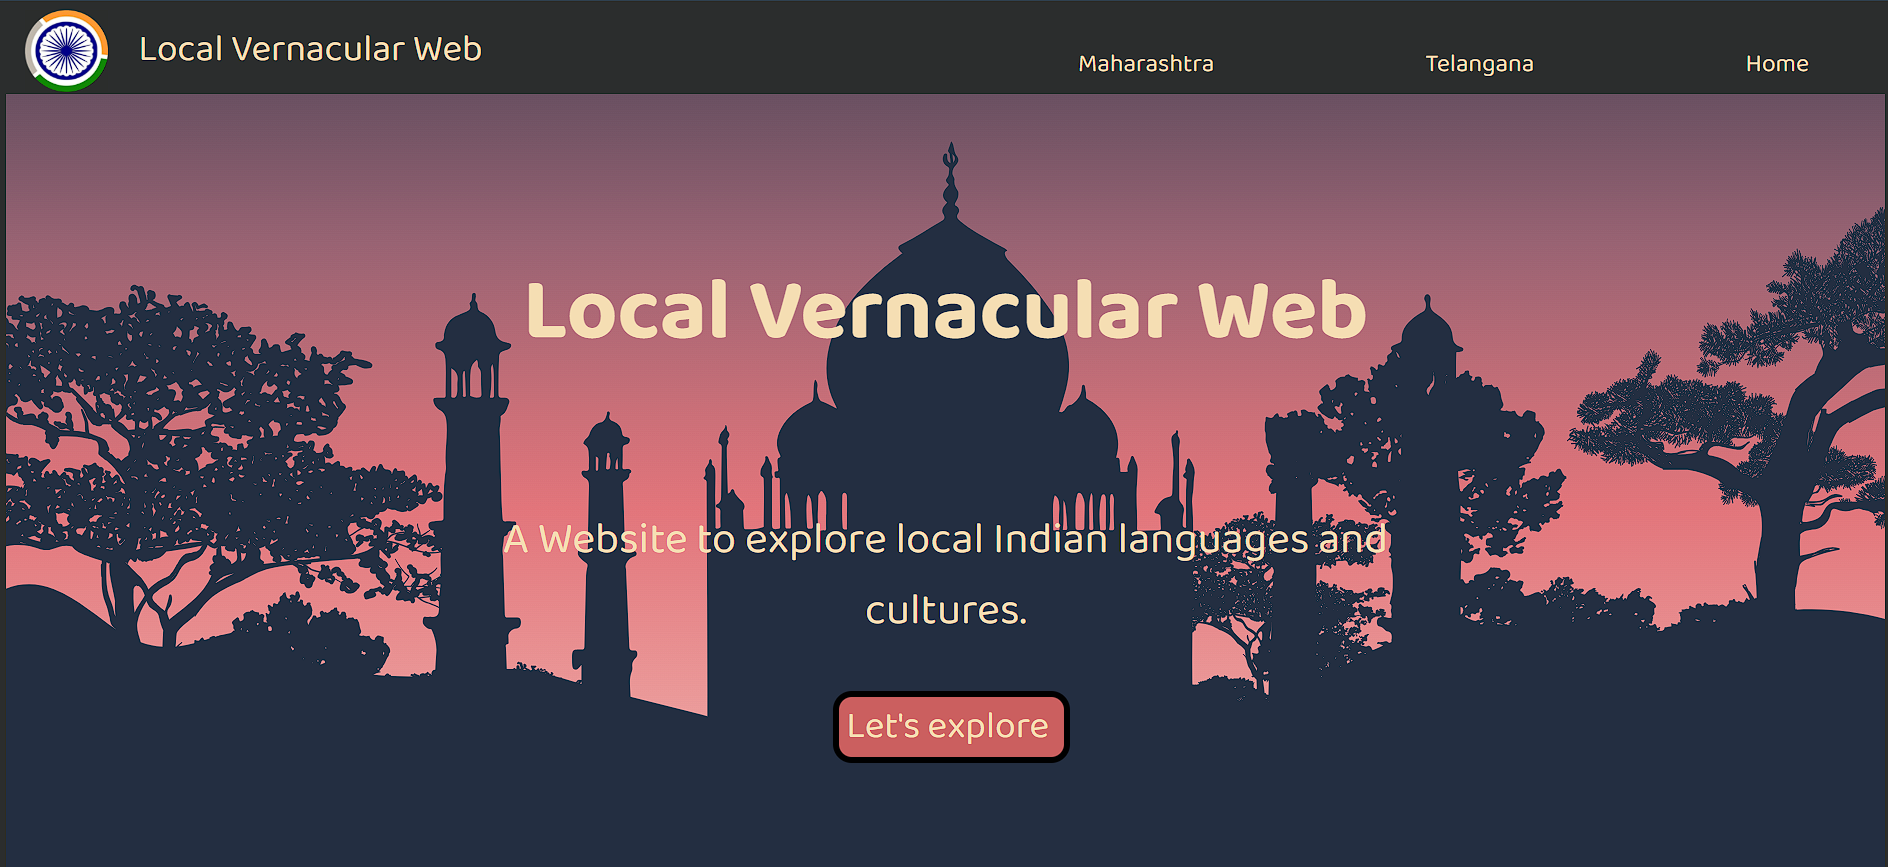 Local Vernacular Web
Maharashtra
Telangana
Home
Local Vernacular Web
A Website to explore local Indian languages and
cultures.
Let's explore